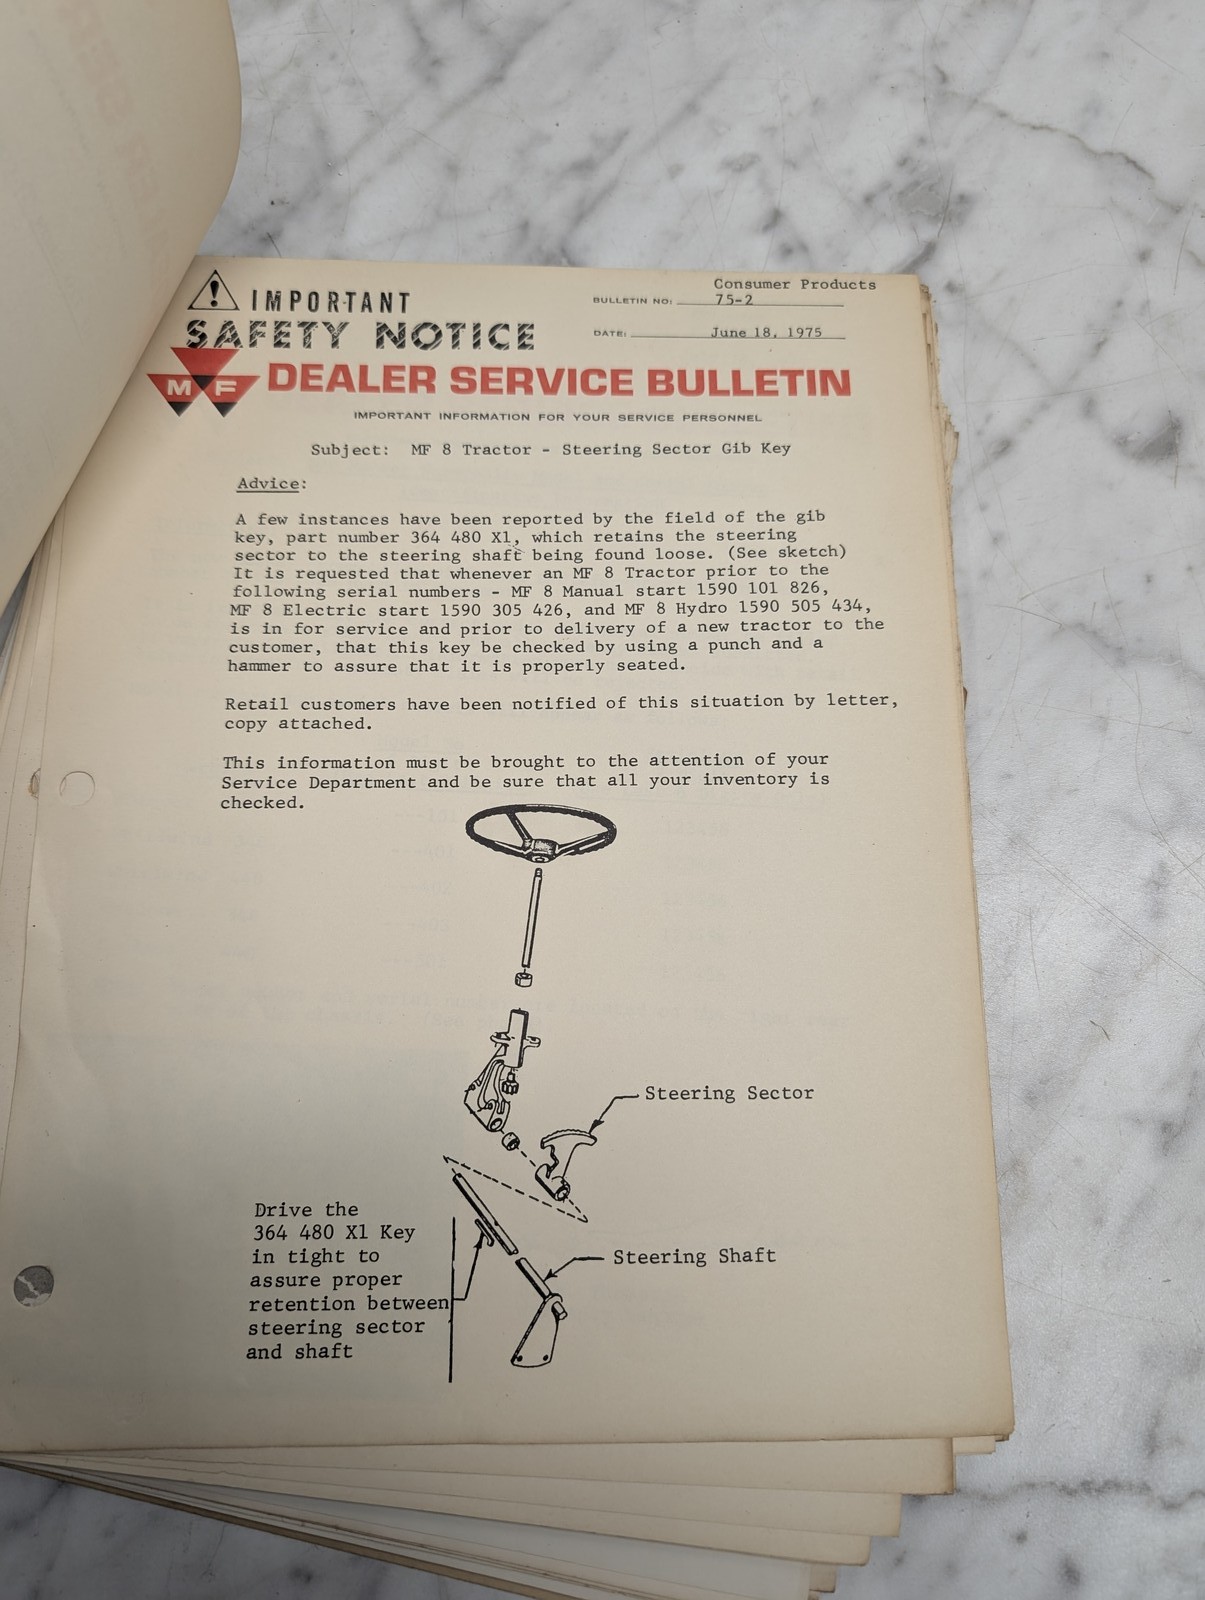 IMPORTANT
SAFETY NOTICE
Consumer Products
BULLETIN NO: 75-2
DATE: June 18, 1975
MF DEALER SERVICE BULLETIN
IMPORTANT INFORMATION FOR YOUR SERVICE PERSONNEL
Subject: MF 8 Tractor - Steering Sector Gib Key
Advice:
A few instances have been reported by the field of the gib
key, part number 364 480 X1, which retains the steering
sector to the steering shaft being found loose. (See sketch)
It is requested that whenever an MF 8 Tractor prior to the
following serial numbers - MF 8 Manual start 1590 101 826,
MF 8 Electric start 1590 305 426, and MF 8 Hydro 1590 505 434,
is in for service and prior to delivery of a new tractor to the
customer, that this key be checked by using a punch and a
hammer to assure that it is properly seated.
Retail customers have been notified of this situation by letter,
copy attached.
This information must be brought to the attention of your
Service Department and be sure that all your inventory is
checked.
Steering Sector
Drive the
364 480 X1 Key
in tight to
assure proper
retention between
steering sector
and shaft
Steering Shaft